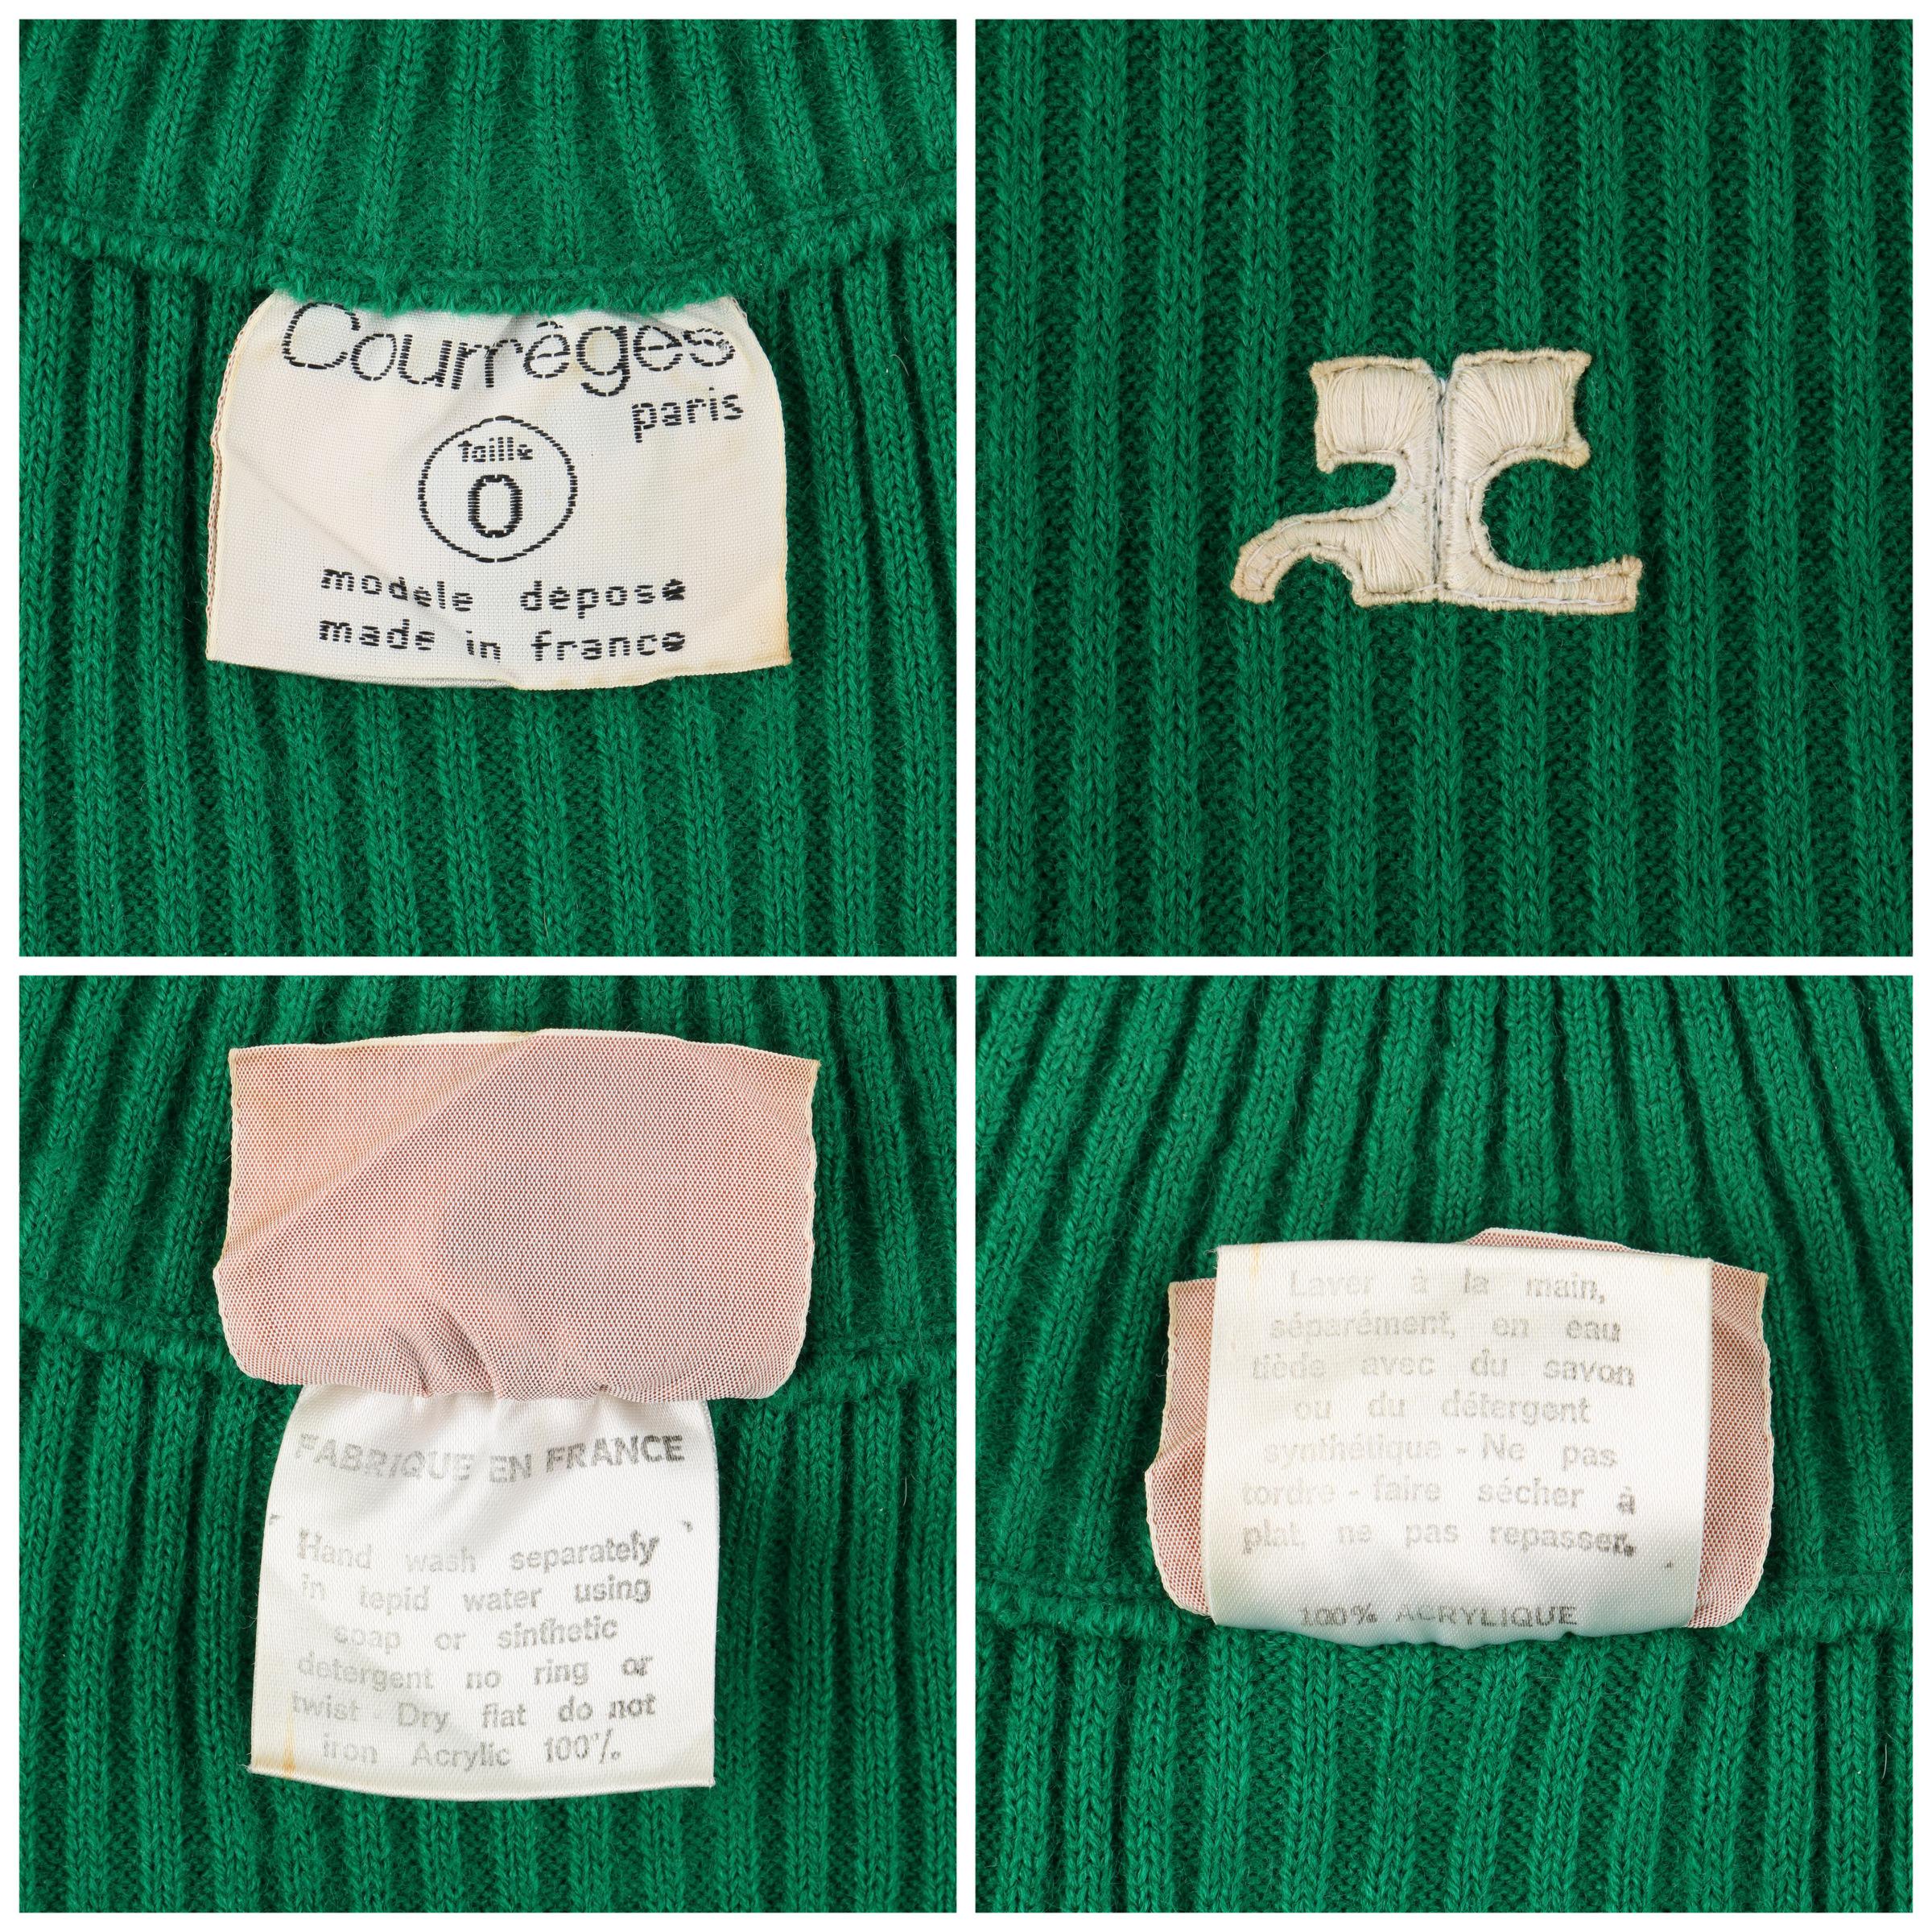 Courrèges
paris
taille
0
modèle déposé
made in france
FABRIQUE EN FRANCE
Hand wash separately
in tepid water using
soap or sinthetic
detergent no ring or
twist - Dry flat do not
iron Acrylic 100%
Laver à la main,
séparément, en eau
tiède avec du savon
ou du détergent
synthétique - Ne pas
tordre - faire sécher à
plat, ne pas repasser.
100% ACRYLIQUE